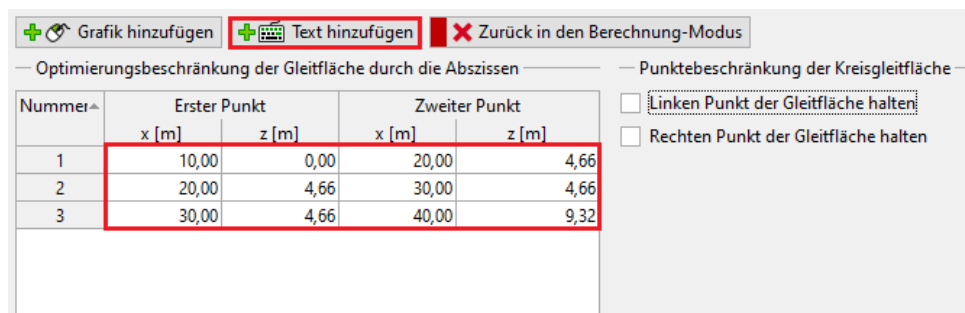 Grafik hinzufügen Text hinzufügen Zurück in den Berechnung-Modus
Optimierungsbeschränkung der Gleitfläche durch die Abszissen Punktebeschränkung der Kreisgleitfläche
Nummer Erster Punkt Zweiter Punkt Linken Punkt der Gleitfläche halten
x [m] z [m] x [m] z [m] Rechten Punkt der Gleitfläche halten
1 10,00 0,00 20,00 4,66
2 20,00 4,66 30,00 4,66
3 30,00 4,66 40,00 9,32